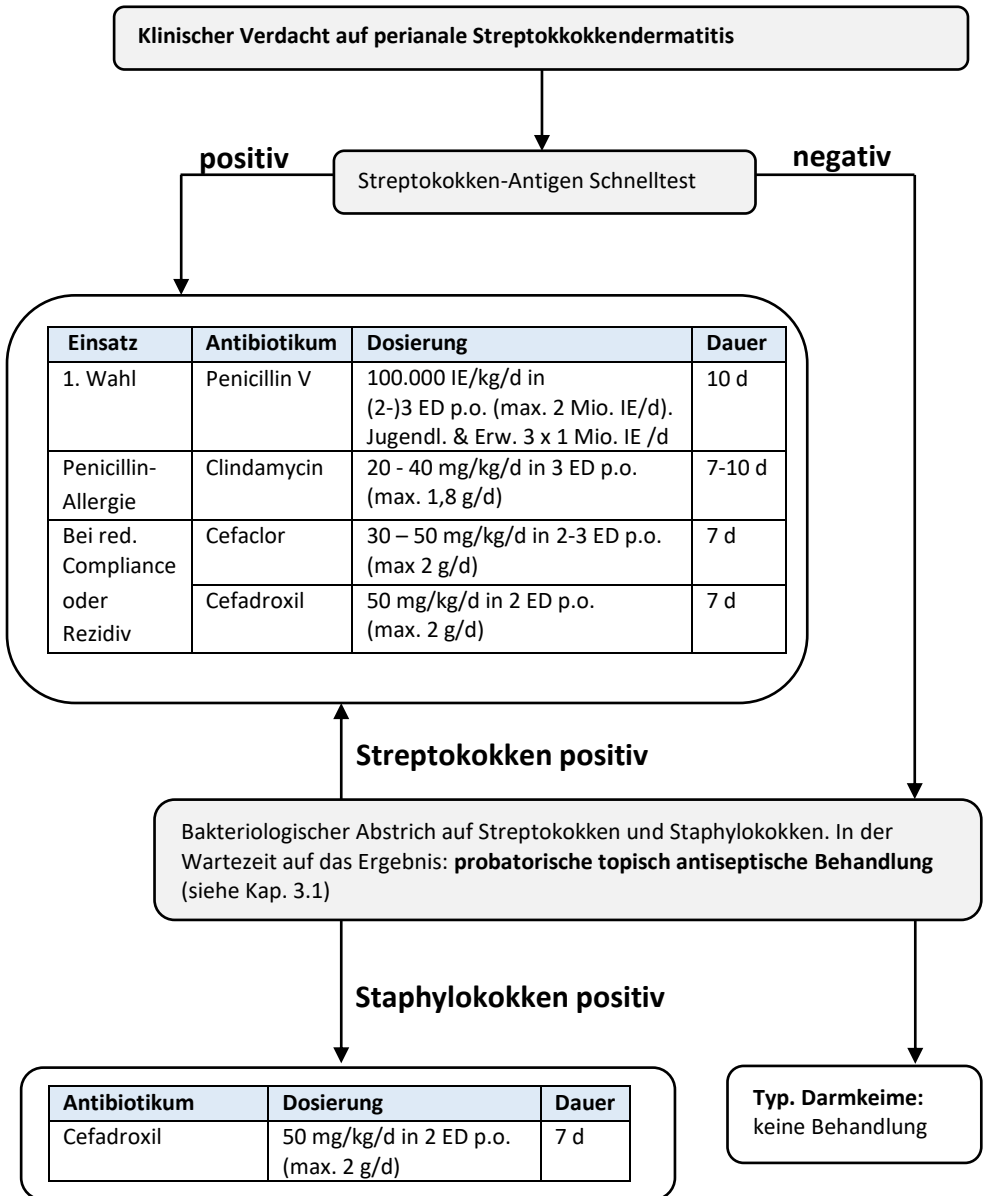 Klinischer Verdacht auf perianale Streptokkokkendermatitis
positiv
negativ
Streptokokken-Antigen Schnelltest
Einsatz Antibiotikum Dosierung Dauer
1. Wahl Penicillin V 100.000 IE/kg/d in 10 d
(2-)3 ED p.o. (max. 2 Mio. IE/d).
Jugendl. & Erw. 3 x 1 Mio. IE /d
Penicillin- Clindamycin 20 - 40 mg/kg/d in 3 ED p.o. 7-10 d
Allergie (max. 1,8 g/d)
Bei red. Cefaclor 30 – 50 mg/kg/d in 2-3 ED p.o. 7 d
Compliance (max 2 g/d)
oder Cefadroxil 50 mg/kg/d in 2 ED p.o. 7 d
Rezidiv (max. 2 g/d)
Streptokokken positiv
Bakteriologischer Abstrich auf Streptokokken und Staphylokokken. In der
Wartezeit auf das Ergebnis: probatorische topisch antiseptische Behandlung
(siehe Kap. 3.1)
Staphylokokken positiv
Antibiotikum Dosierung Dauer
Cefadroxil 50 mg/kg/d in 2 ED p.o. 7 d
(max. 2 g/d)
Typ. Darmkeime:
keine Behandlung